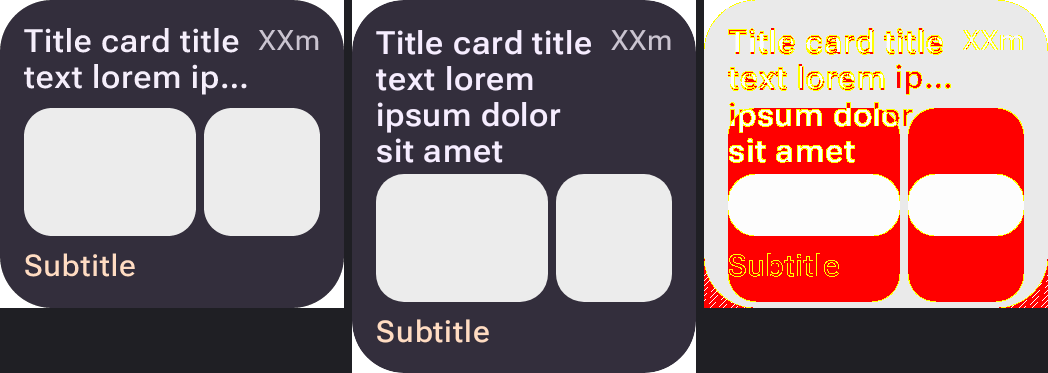 Title card title XXm
text lorem ip...
Subtitle
Title card title XXm
text lorem
ipsum dolor
sit amet
Subtitle
Title card title XXm
text lorem ip...
ipsum dolor
sit amet
Subtitle